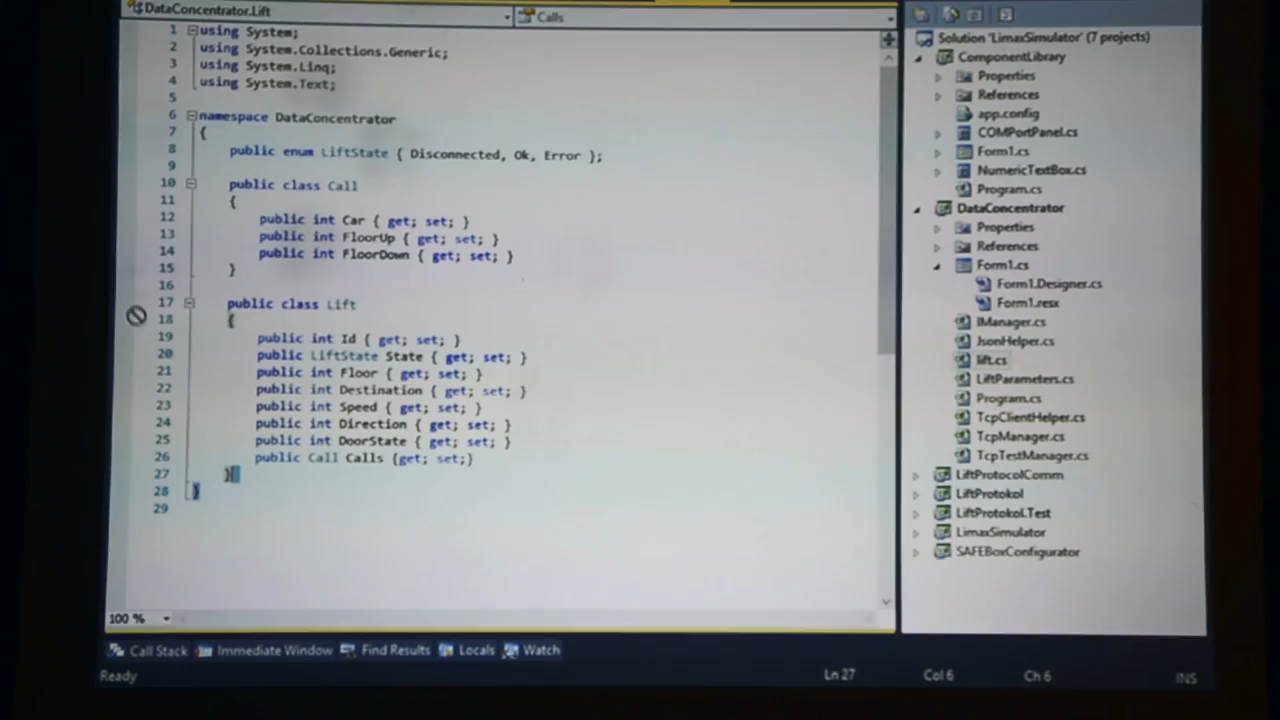 DataConcentrator.Lift
Calls
1 using System;
2 using System.Collections.Generic;
3 using System.Linq;
4 using System.Text;
5
6 namespace DataConcentrator
7 {
8 public enum LiftState { Disconnected, Ok, Error };
9
10 public class Call
11 {
12 public int Car { get; set; }
13 public int FloorUp { get; set; }
14 public int FloorDown { get; set; }
15 }
16
17 public class Lift
18 {
19 public int Id { get; set; }
20 public LiftState State { get; set; }
21 public int Floor { get; set; }
22 public int Destination { get; set; }
23 public int Speed { get; set; }
24 public int Direction { get; set; }
25 public int DoorState { get; set; }
26 public Call Calls {get; set;}
27 }
28 }
29
100 %
Solution 'LimaxSimulator' (7 projects)
ComponentLibrary
Properties
References
app.config
COMPortPanel.cs
Form1.cs
NumericTextBox.cs
Program.cs
DataConcentrator
Properties
References
Form1.cs
Form1.Designer.cs
Form1.resx
IManager.cs
JsonHelper.cs
lift.cs
LiftParameters.cs
Program.cs
TcpClientHelper.cs
TcpManager.cs
TcpTestManager.cs
LiftProtocolComm
LiftProtokol
LiftProtokol.Test
LimaxSimulator
SAFEBoxConfigurator
Call Stack Immediate Window Find Results Locals Watch
Ready Ln 27 Col 6 Ch 6 INS